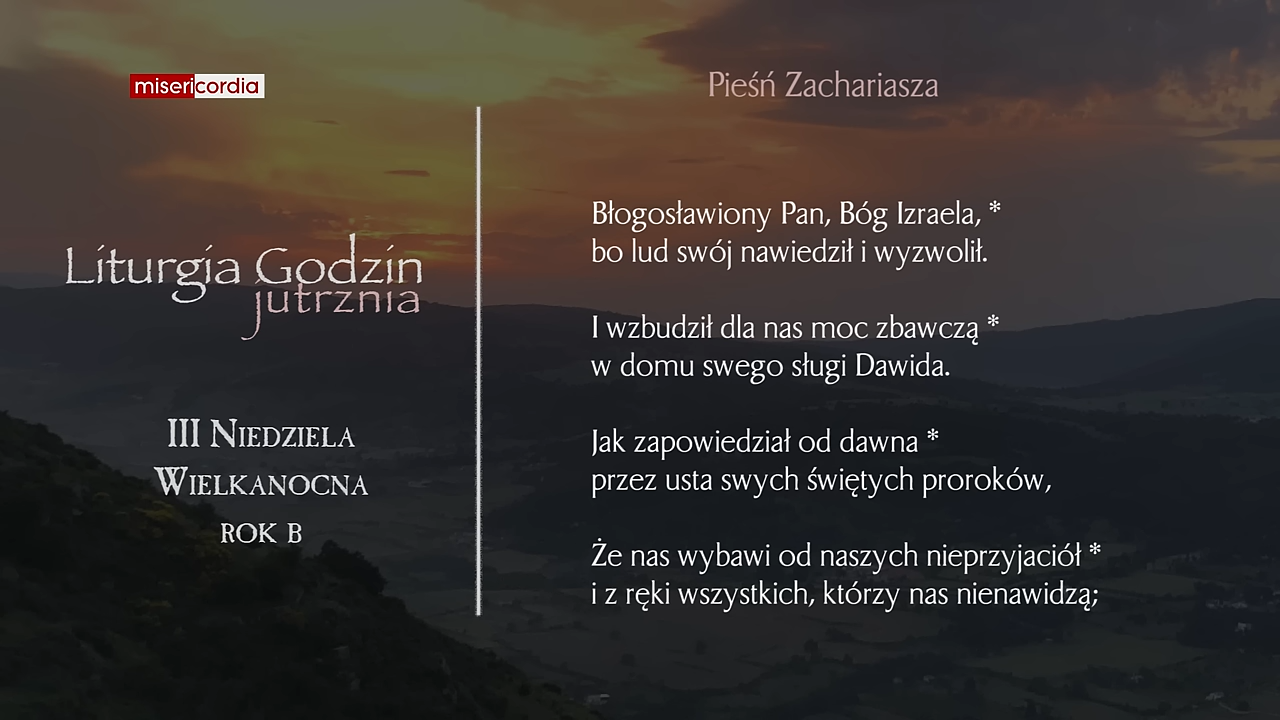 misericordia
Liturgia Godzin
jutrznia
III Niedziela
Wielkanocna
rok B
Pieśń Zachariasza
Błogosławiony Pan, Bóg Izraela, *
bo lud swój nawiedził i wyzwolił.
I wzbudził dla nas moc zbawczą *
w domu swego sługi Dawida.
Jak zapowiedział od dawna *
przez usta swych świętych proroków,
Że nas wybawi od naszych nieprzyjaciół *
i z ręki wszystkich, którzy nas nienawidzą;